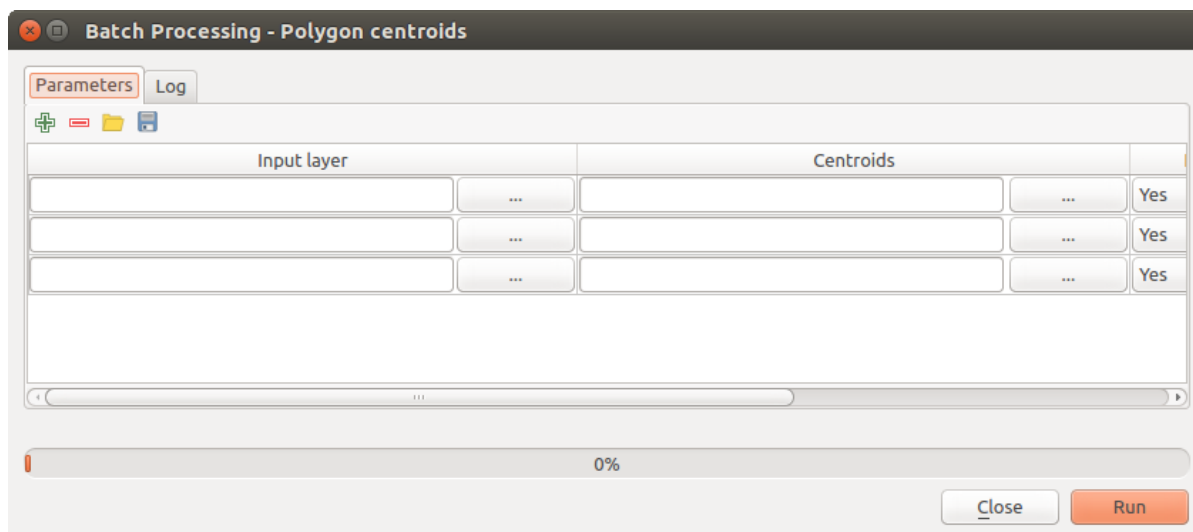 Batch Processing - Polygon centroids
Parameters Log
Input layer Centroids
... ... Yes
... ... Yes
... ... Yes
0%
Close Run